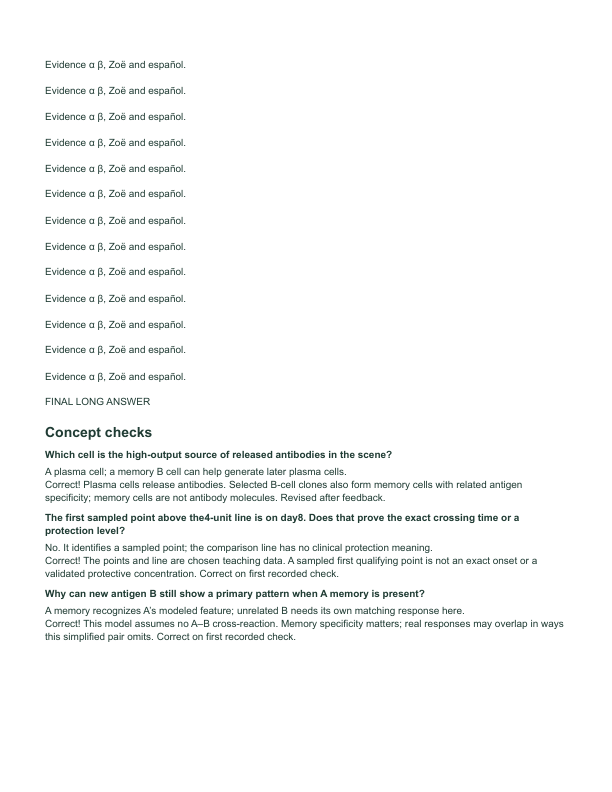 Evidence α β, Zoë and español.
Evidence α β, Zoë and español.
Evidence α β, Zoë and español.
Evidence α β, Zoë and español.
Evidence α β, Zoë and español.
Evidence α β, Zoë and español.
Evidence α β, Zoë and español.
Evidence α β, Zoë and español.
Evidence α β, Zoë and español.
Evidence α β, Zoë and español.
Evidence α β, Zoë and español.
Evidence α β, Zoë and español.
Evidence α β, Zoë and español.
FINAL LONG ANSWER
Concept checks
Which cell is the high-output source of released antibodies in the scene?
A plasma cell; a memory B cell can help generate later plasma cells.
Correct! Plasma cells release antibodies. Selected B-cell clones also form memory cells with related antigen
specificity; memory cells are not antibody molecules. Revised after feedback.
The first sampled point above the4-unit line is on day8. Does that prove the exact crossing time or a
protection level?
No. It identifies a sampled point; the comparison line has no clinical protection meaning.
Correct! The points and line are chosen teaching data. A sampled first qualifying point is not an exact onset or a
validated protective concentration. Correct on first recorded check.
Why can new antigen B still show a primary pattern when A memory is present?
A memory recognizes A’s modeled feature; unrelated B needs its own matching response here.
Correct! This model assumes no A–B cross-reaction. Memory specificity matters; real responses may overlap in ways
this simplified pair omits. Correct on first recorded check.